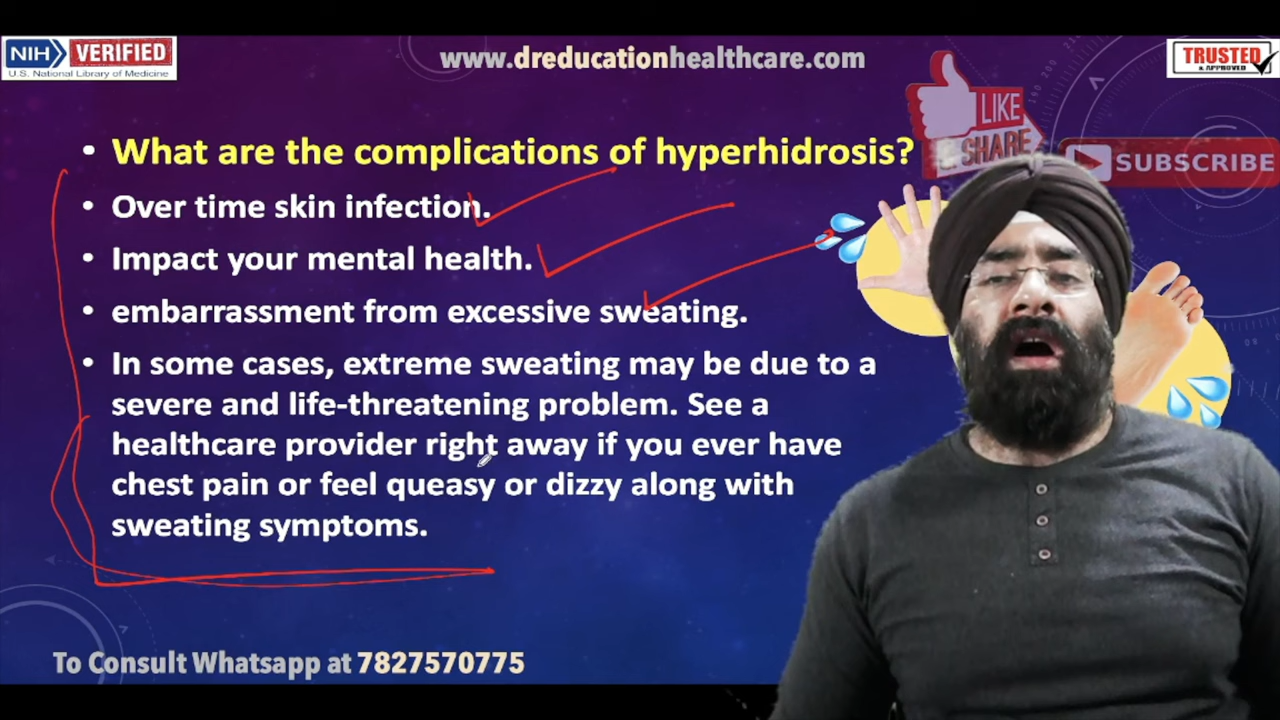 NIH VERIFIED
U.S. National Library of Medicine
www.dreducationhealthcare.com
TRUSTED
& APPROVED
LIKE
& SHARE
SUBSCRIBE
• What are the complications of hyperhidrosis?
• Over time skin infection.
• Impact your mental health.
• embarrassment from excessive sweating.
• In some cases, extreme sweating may be due to a
severe and life-threatening problem. See a
healthcare provider right away if you ever have
chest pain or feel queasy or dizzy along with
sweating symptoms.
To Consult Whatsapp at 7827570775